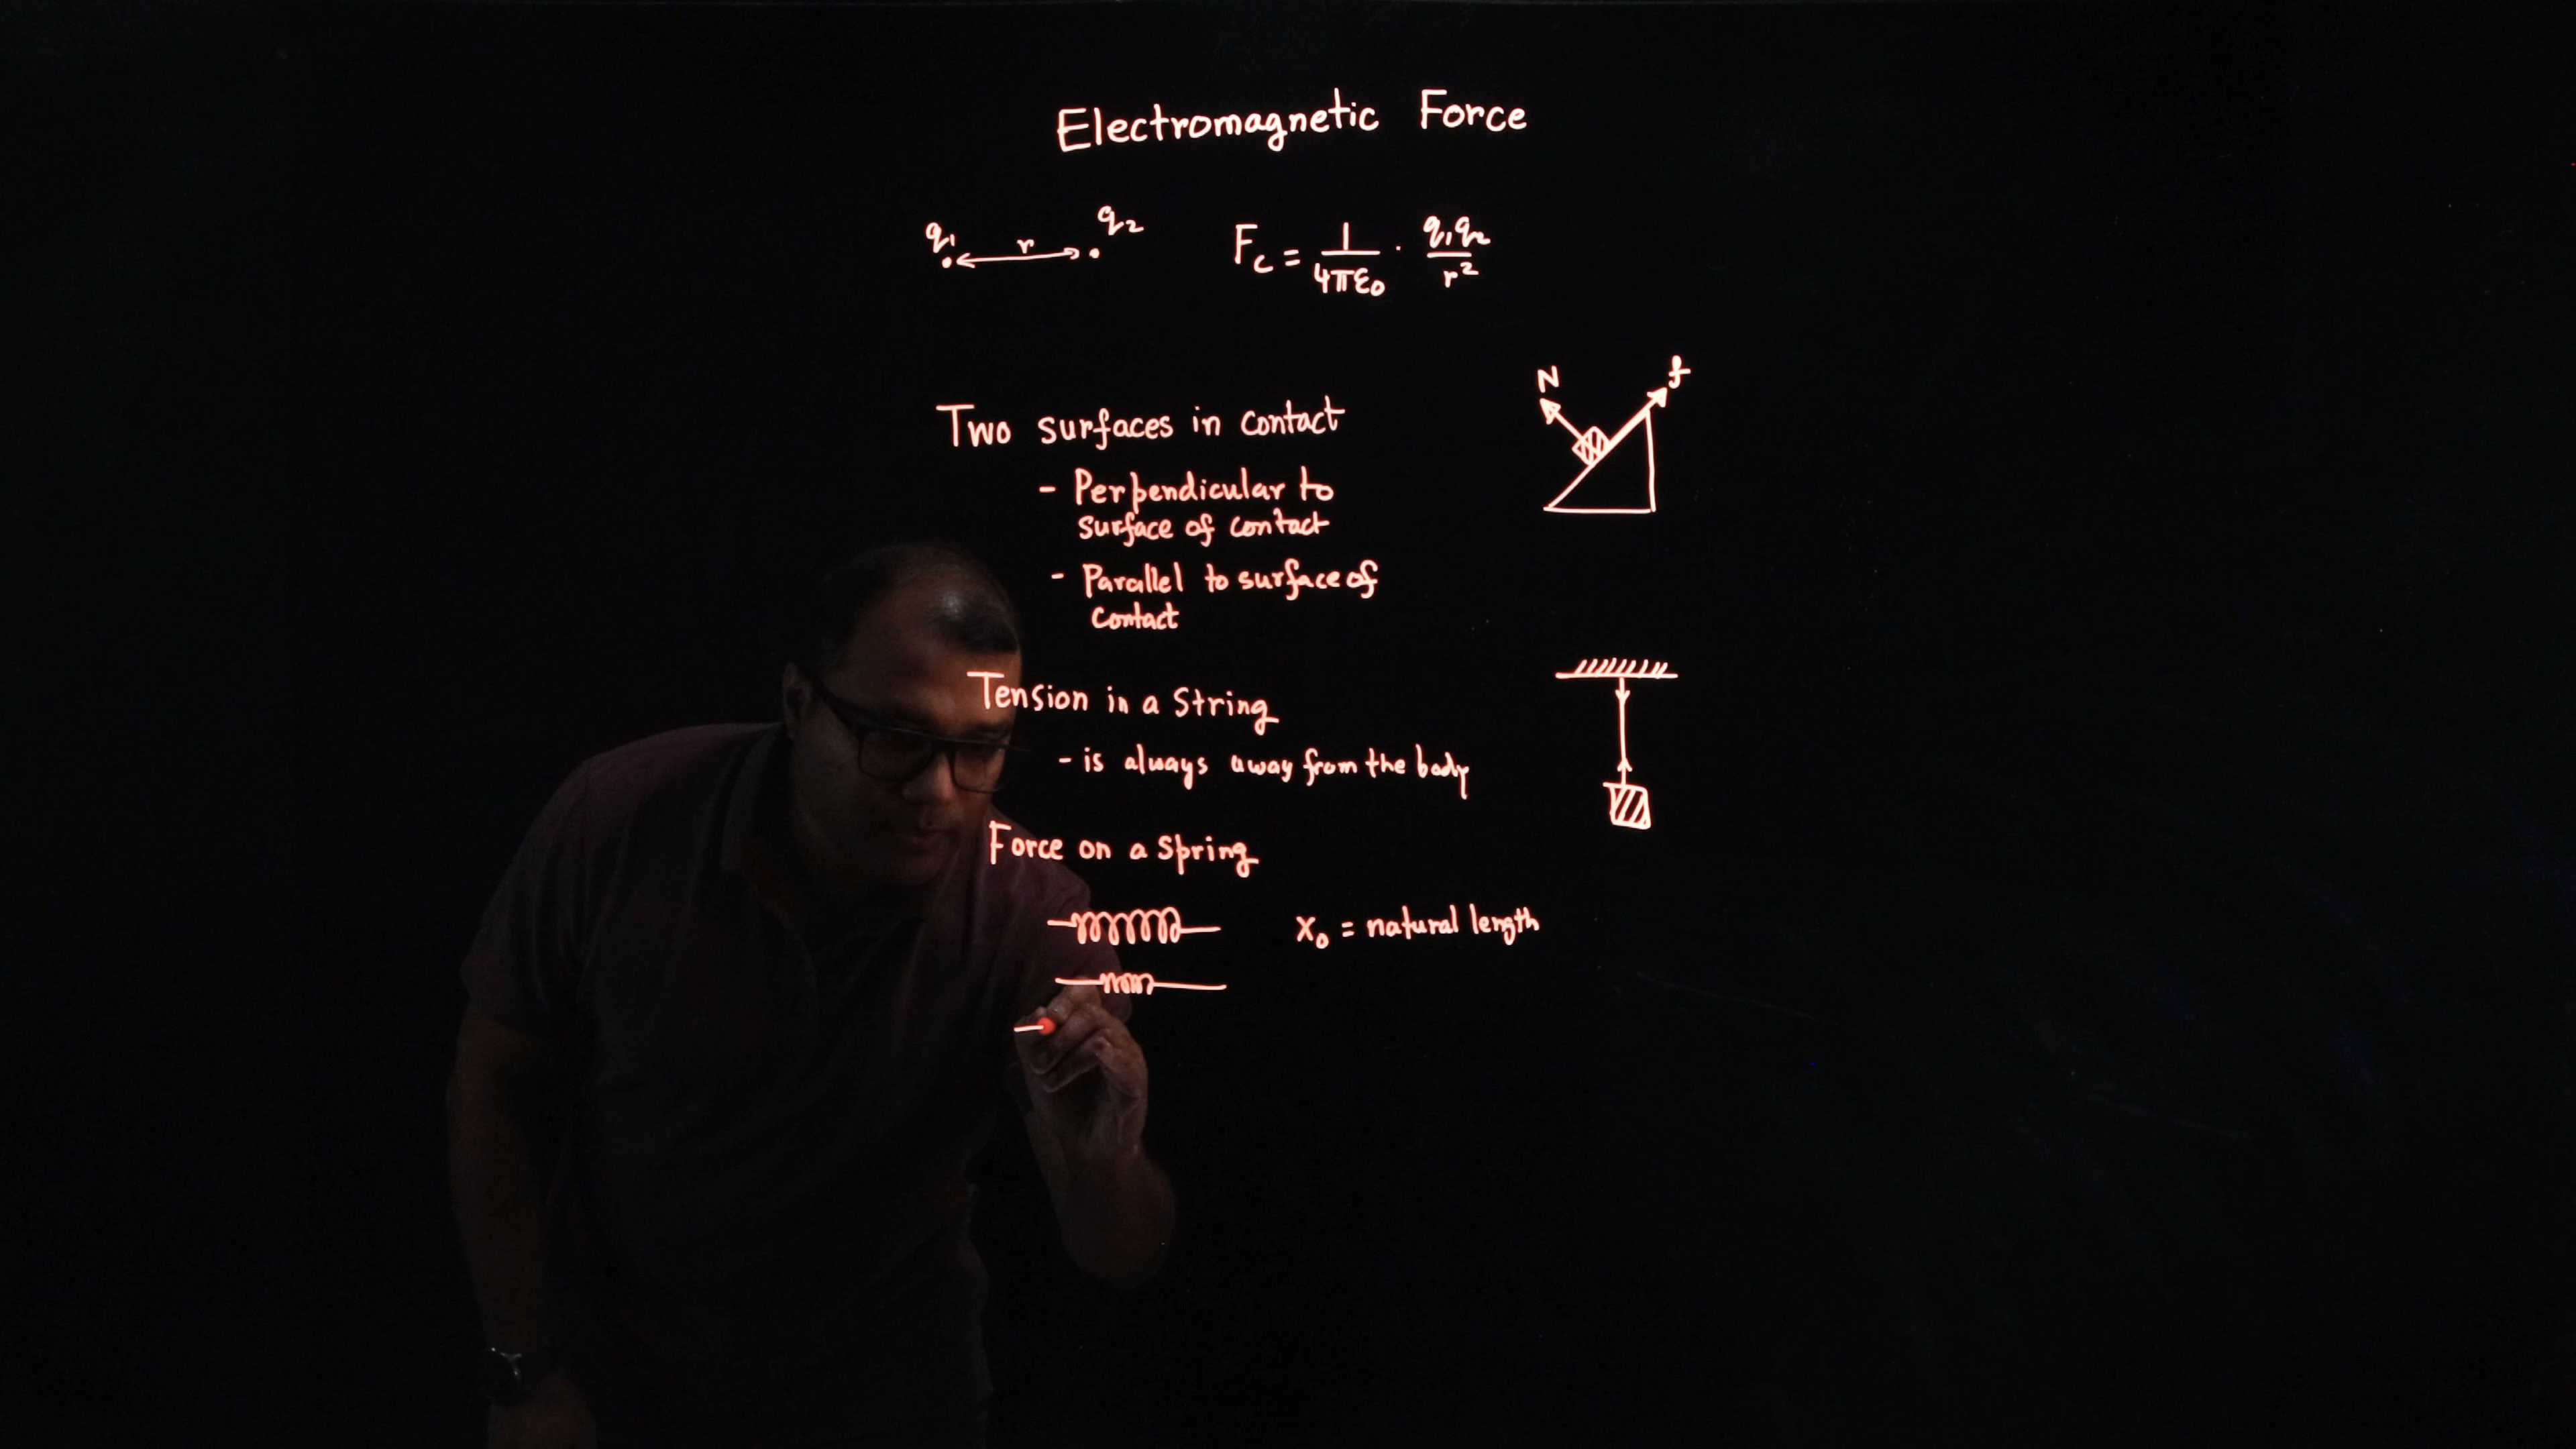 Electromagnetic Force
q₁ r q₂ F_c = 1/4πε₀ · q₁q₂/r²
N f
Two surfaces in contact
- Perpendicular to
surface of contact
- Parallel to surface of
contact
Tension in a string
- is always away from the body
Force on a spring
x₀ = natural length